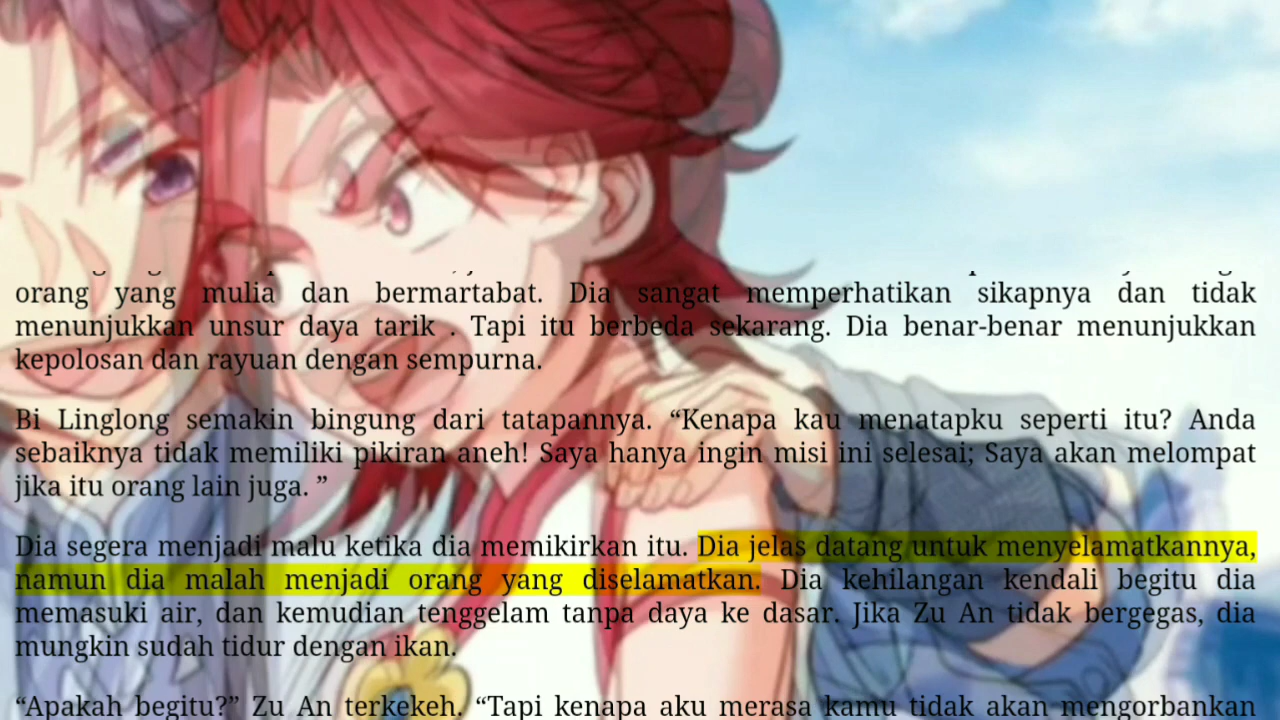 orang yang mulia dan bermartabat. Dia sangat memperhatikan sikapnya dan tidak
menunjukkan unsur daya tarik . Tapi itu berbeda sekarang. Dia benar-benar menunjukkan
kepolosan dan rayuan dengan sempurna.
Bi Linglong semakin bingung dari tatapannya. “Kenapa kau menatapku seperti itu? Anda
sebaiknya tidak memiliki pikiran aneh! Saya hanya ingin misi ini selesai; Saya akan melompat
jika itu orang lain juga. ”
Dia segera menjadi malu ketika dia memikirkan itu. Dia jelas datang untuk menyelamatkannya,
namun dia malah menjadi orang yang diselamatkan. Dia kehilangan kendali begitu dia
memasuki air, dan kemudian tenggelam tanpa daya ke dasar. Jika Zu An tidak bergegas, dia
mungkin sudah tidur dengan ikan.
“Apakah begitu?” Zu An terkekeh. “Tapi kenapa aku merasa kamu tidak akan mengorbankan